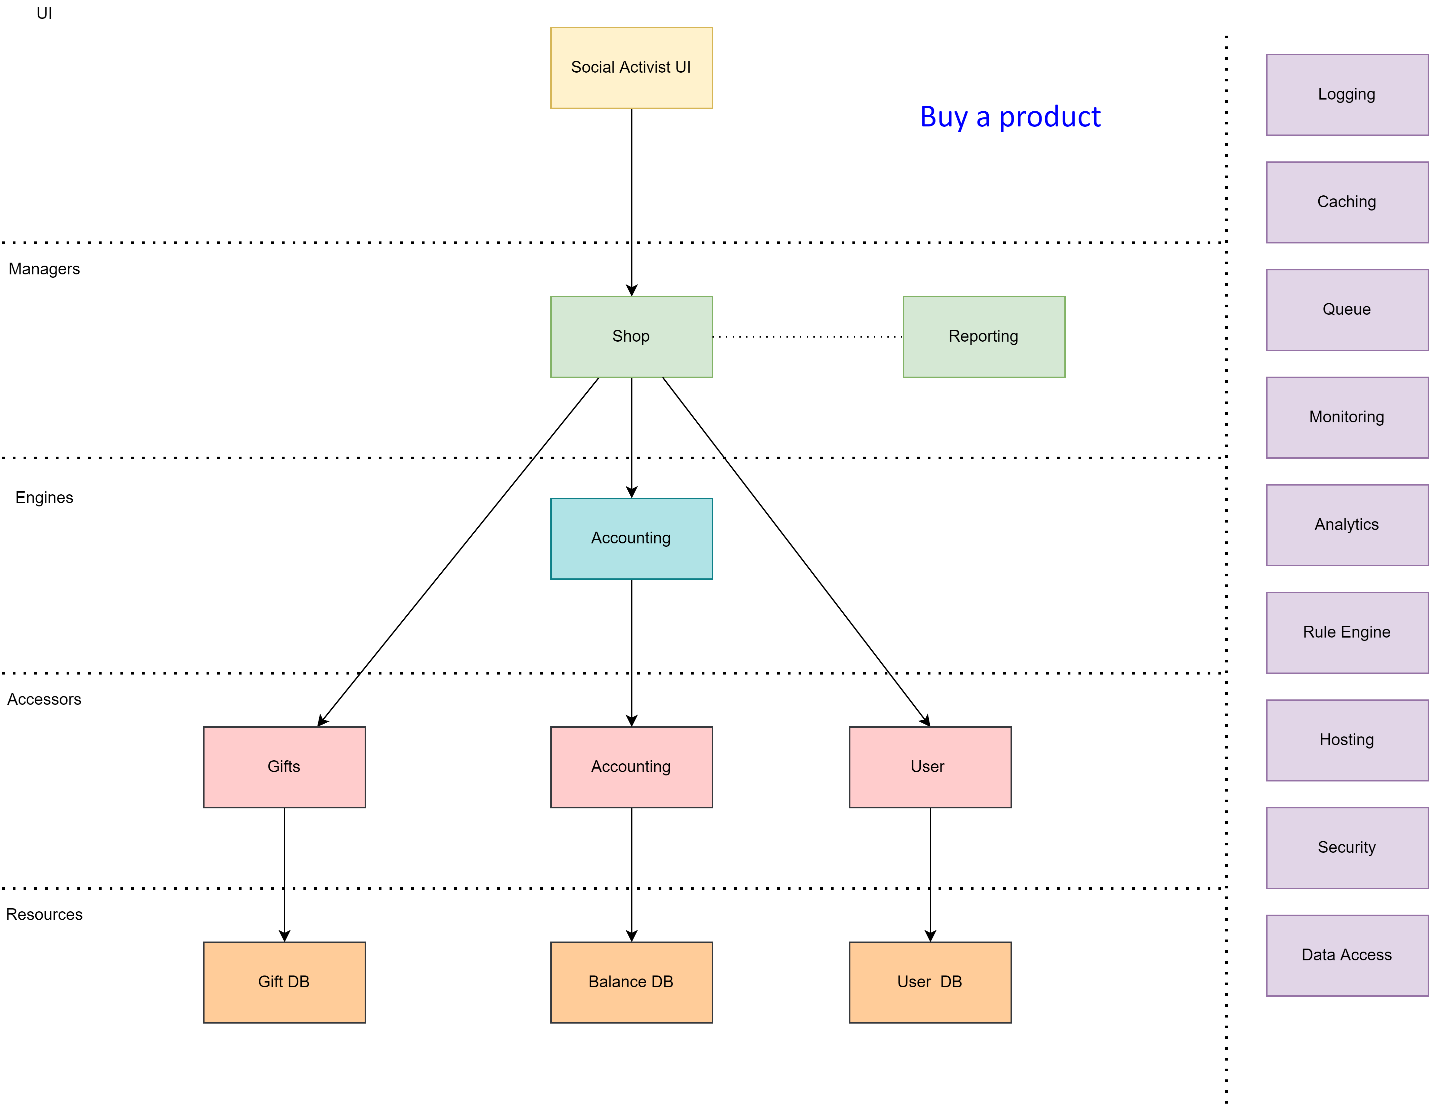 UI
Social Activist UI
Buy a product
Managers
Shop
Reporting
Engines
Accounting
Accessors
Gifts
Accounting
User
Resources
Gift DB
Balance DB
User  DB
Logging
Caching
Queue
Monitoring
Analytics
Rule Engine
Hosting
Security
Data Access